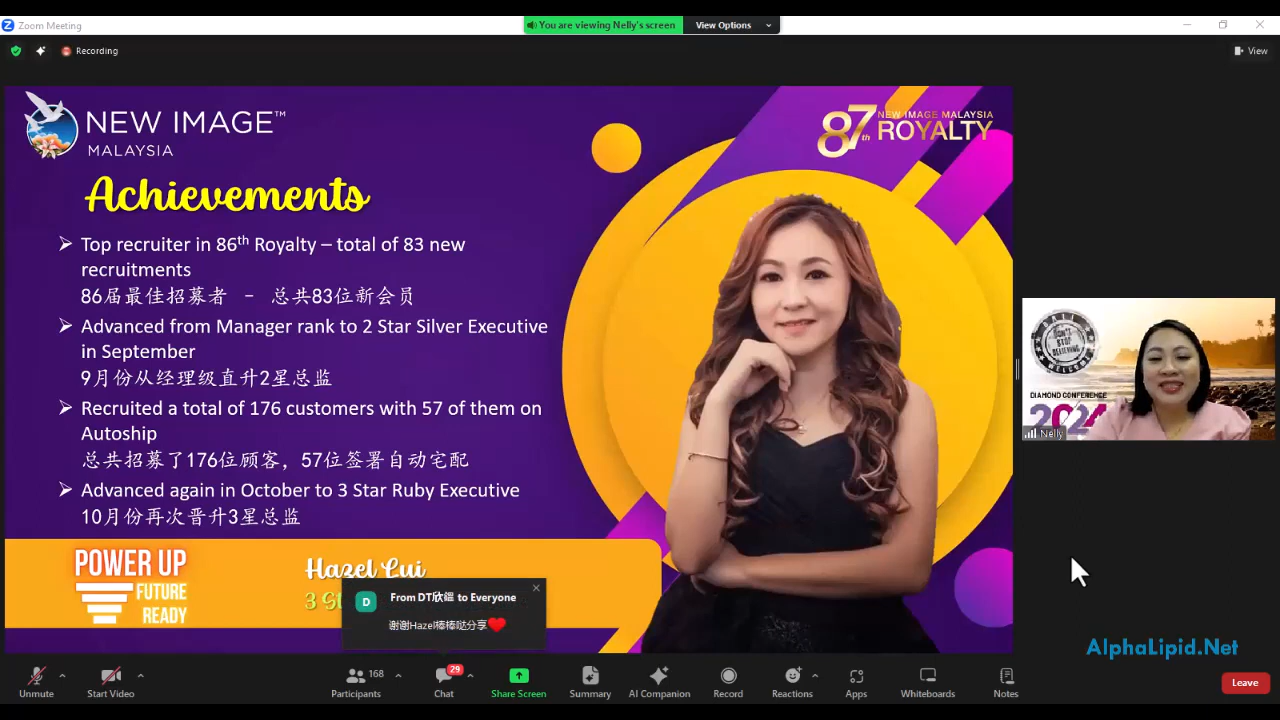 Zoom Meeting
You are viewing Nelly's screen
View Options
Recording
View
NEW IMAGE™
MALAYSIA
87th NEW IMAGE MALAYSIA
ROYALTY
Achievements
➢ Top recruiter in 86th Royalty – total of 83 new
recruitments
86届最佳招募者 – 总共83位新会员
➢ Advanced from Manager rank to 2 Star Silver Executive
in September
9月份从经理级直升2星总监
➢ Recruited a total of 176 customers with 57 of them on
Autoship
总共招募了176位顾客，57位签署自动宅配
➢ Advanced again in October to 3 Star Ruby Executive
10月份再次晋升3星总监
BALI
DON'T STOP BELIEVING
WELCOME
DIAMOND CONFERENCE
2024
Nelly
POWER UP
FUTURE
READY
Hazel Lui
3
D
From DT欣鎾 to Everyone
谢谢Hazel棒棒哒分享❤️
AlphaLipid.Net
Unmute
Start Video
168
Participants
29
Chat
Share Screen
Summary
AI Companion
Record
Reactions
Apps
Whiteboards
Notes
Leave